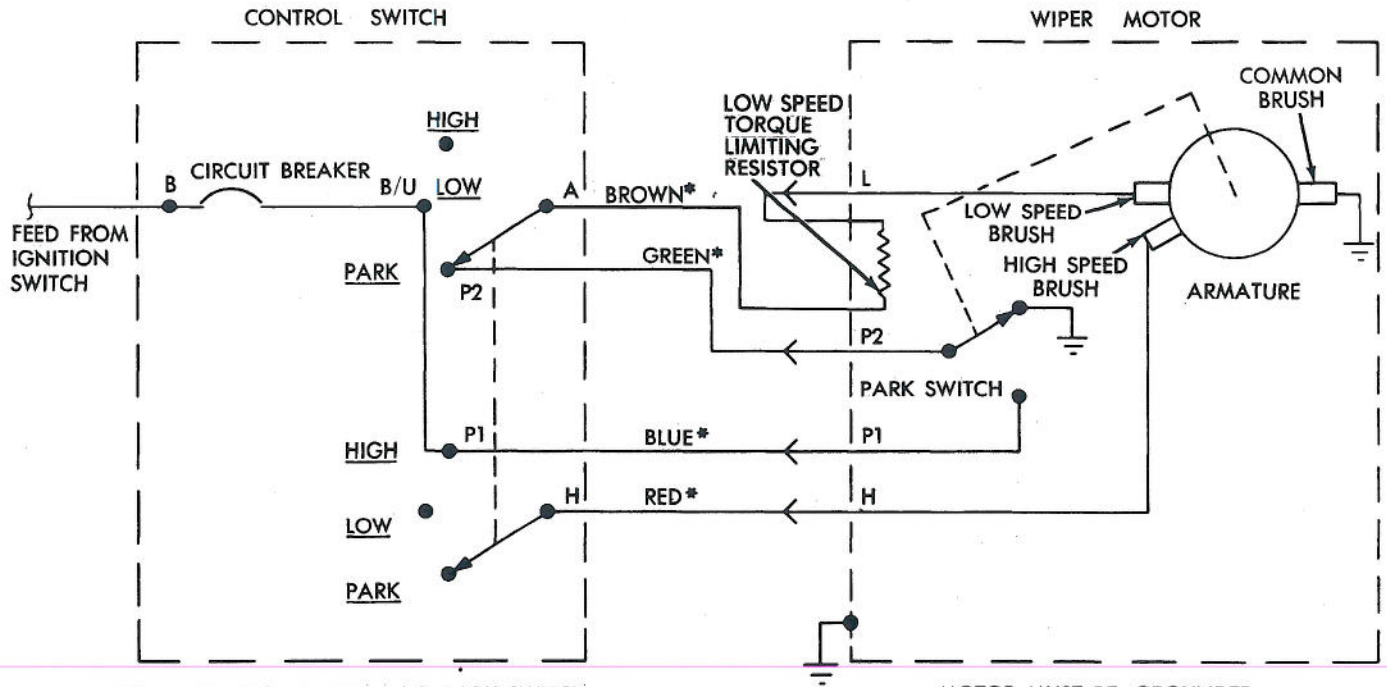 CONTROL SWITCH
WIPER MOTOR
COMMON
BRUSH
LOW SPEED
TORQUE
LIMITING
RESISTOR
HIGH
CIRCUIT BREAKER
B
B/U
LOW
A
BROWN*
L
FEED FROM
IGNITION
SWITCH
LOW SPEED
BRUSH
GREEN*
HIGH SPEED
BRUSH
ARMATURE
PARK
P2
P2
PARK SWITCH
HIGH
P1
BLUE*
P1
H
RED*
H
LOW
PARK